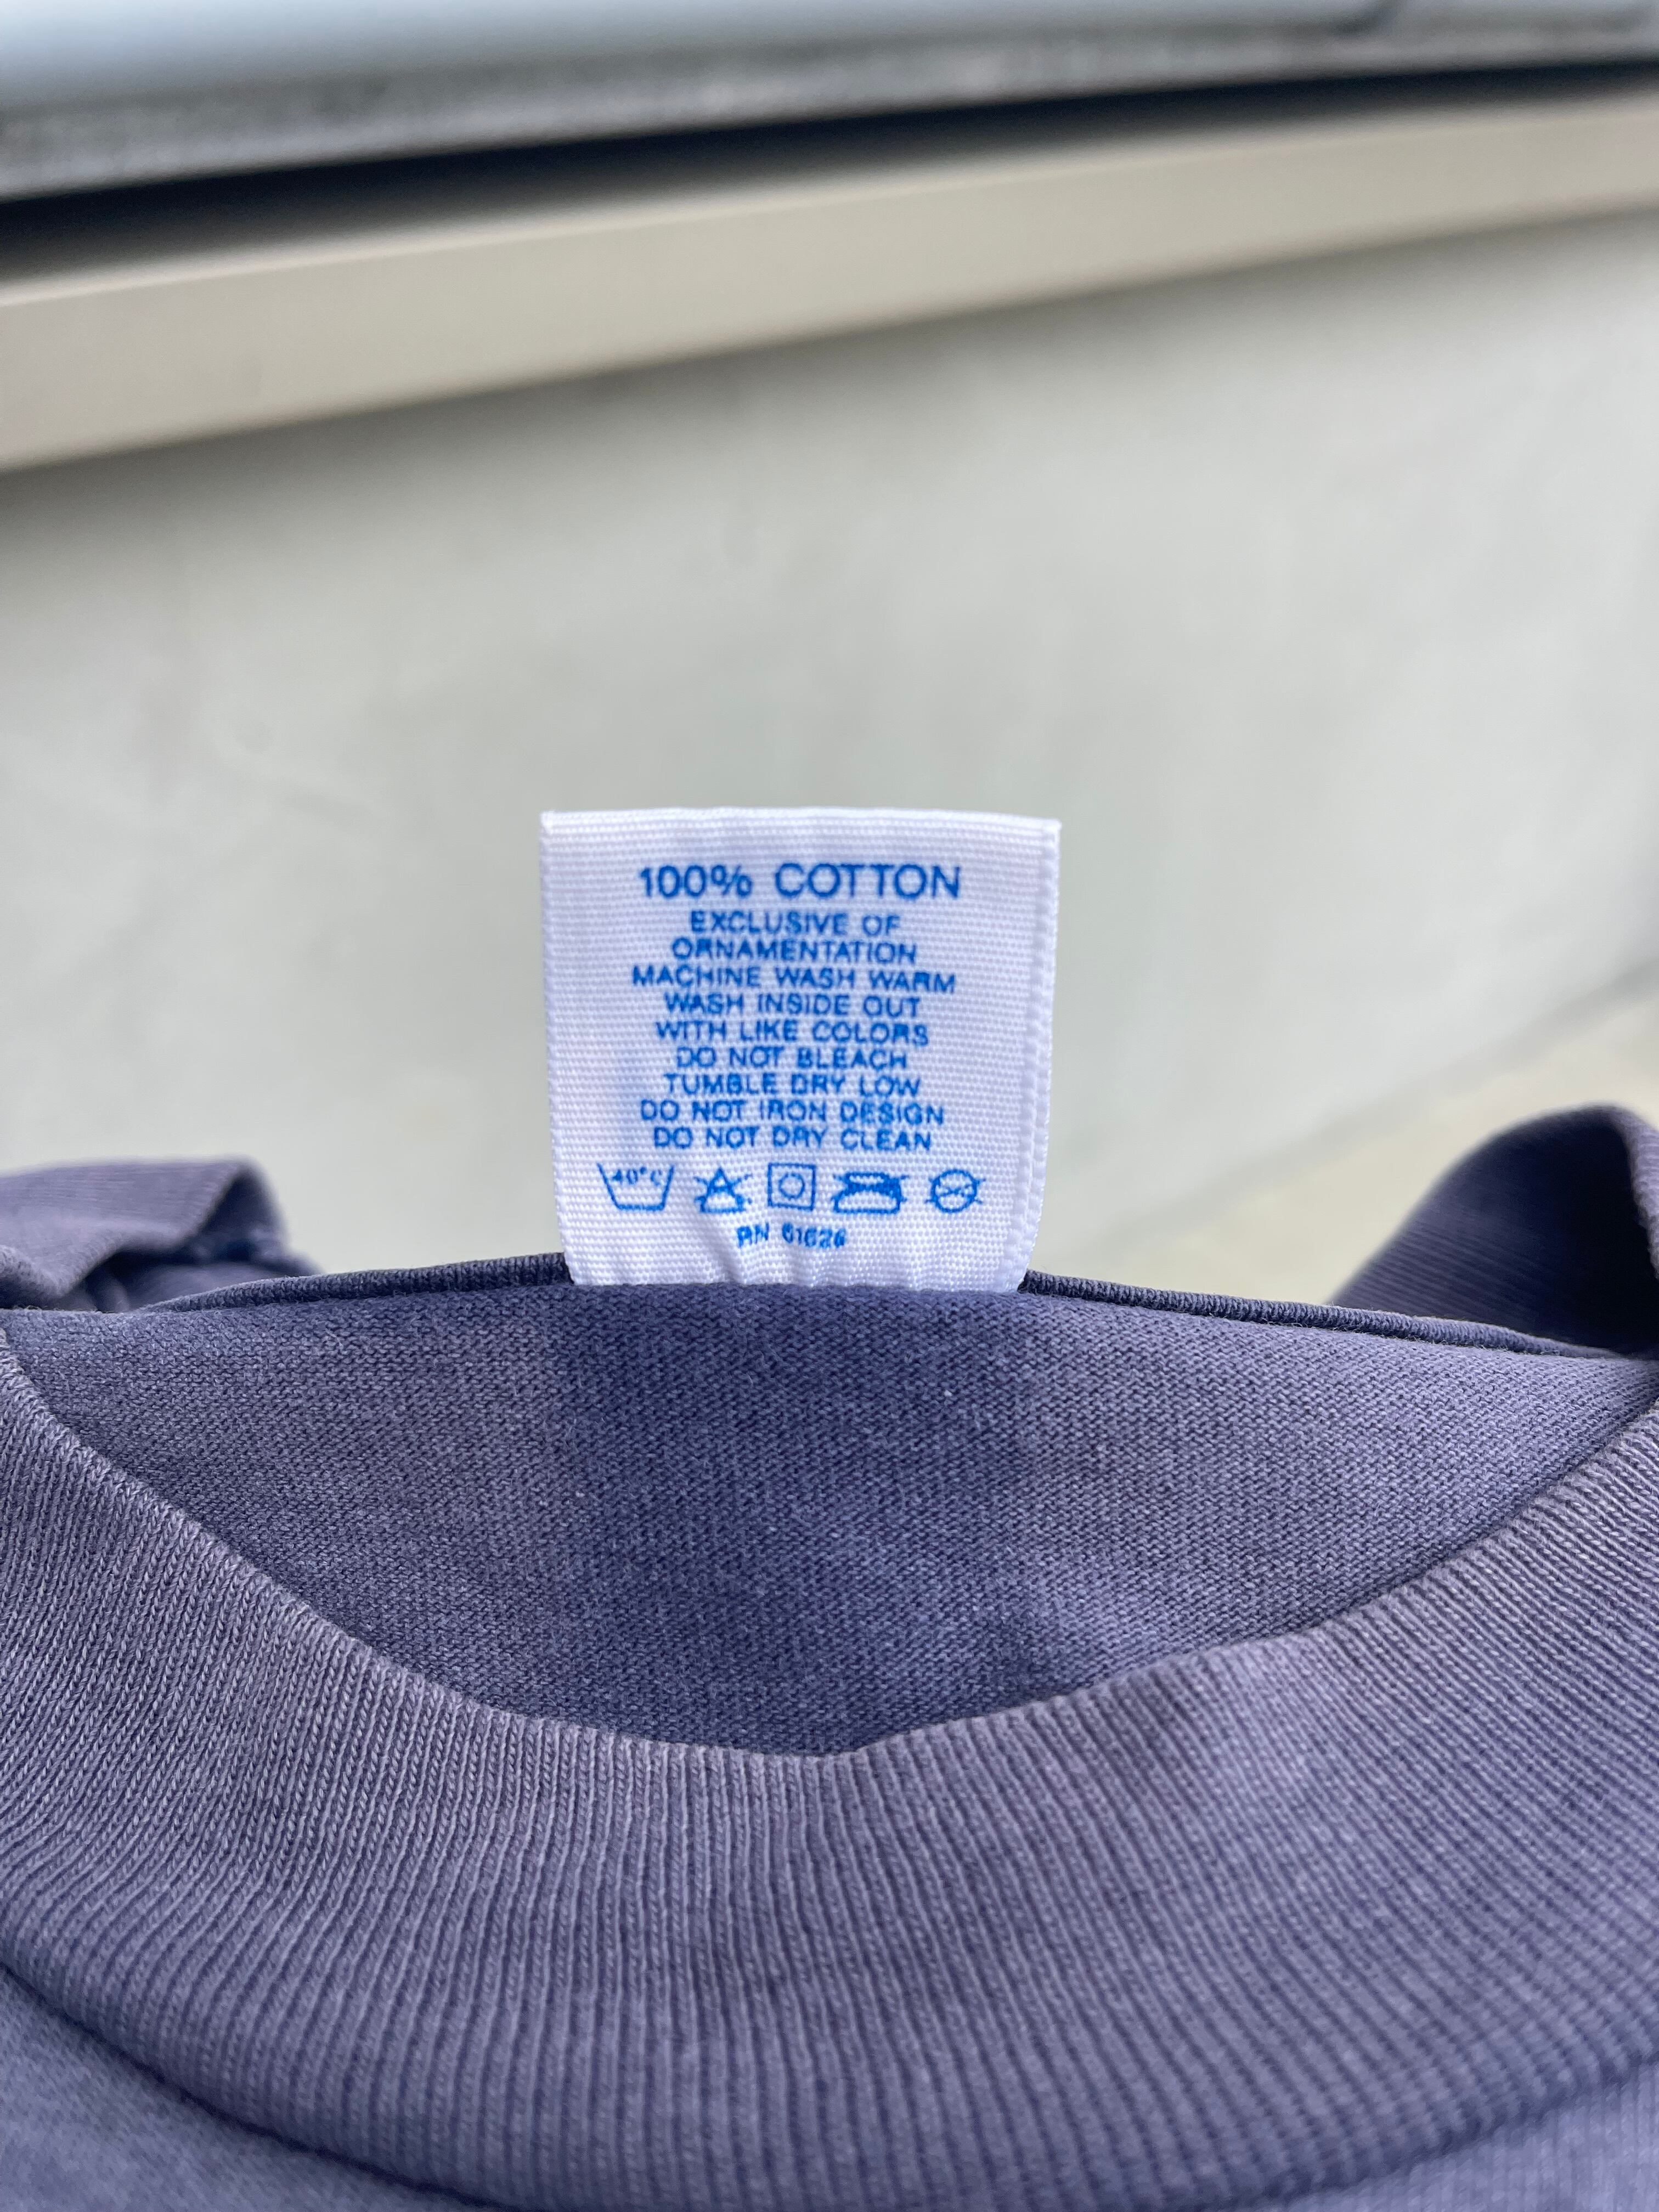 100% COTTON
EXCLUSIVE OF
ORNAMENTATION
MACHINE WASH WARM
WASH INSIDE OUT
WITH LIKE COLORS
DO NOT BLEACH
TUMBLE DRY LOW
DO NOT IRON DESIGN
DO NOT DRY CLEAN
40°C
RN